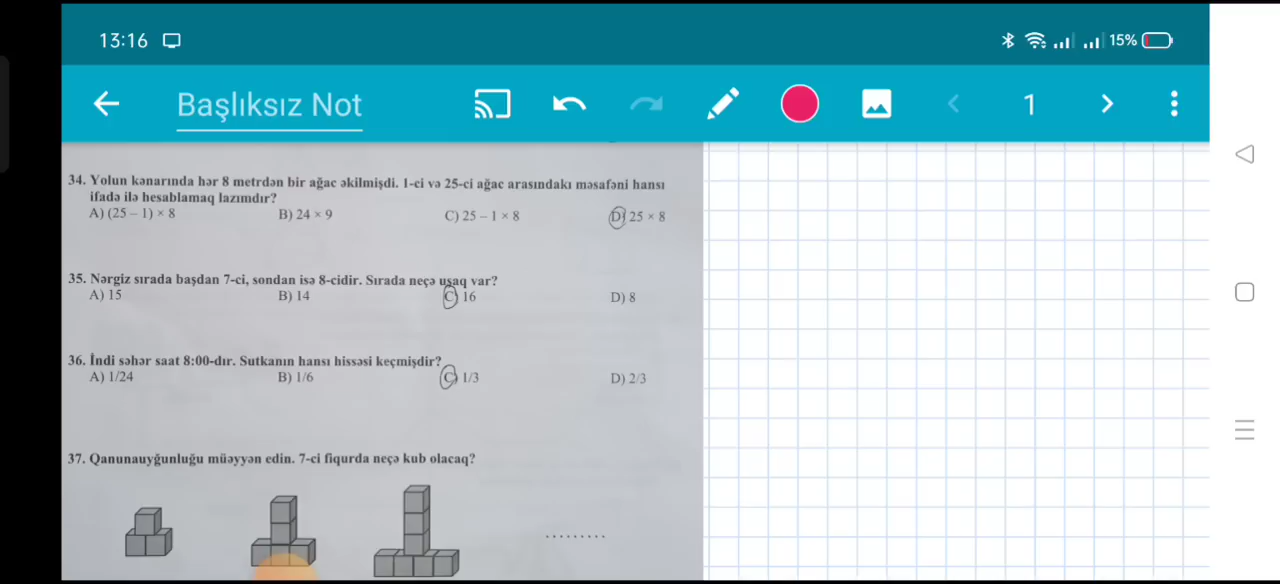 13:16
15%
Başlıksız Not
1
34. Yolun kənarında hər 8 metrdən bir ağac əkilmişdi. 1-ci və 25-ci ağac arasındakı məsafəni hansı
ifadə ilə hesablamaq lazımdır?
A) (25 – 1) × 8 B) 24 × 9 C) 25 – 1 × 8 D) 25 × 8
35. Nərgiz sırada başdan 7-ci, sondan isə 8-cidir. Sırada neçə uşaq var?
A) 15 B) 14 C) 16 D) 8
36. İndi səhər saat 8:00-dır. Sutkanın hansı hissəsi keçmişdir?
A) 1/24 B) 1/6 C) 1/3 D) 2/3
37. Qanunauyğunluğu müəyyən edin. 7-ci fiqurda neçə kub olacaq?
.........